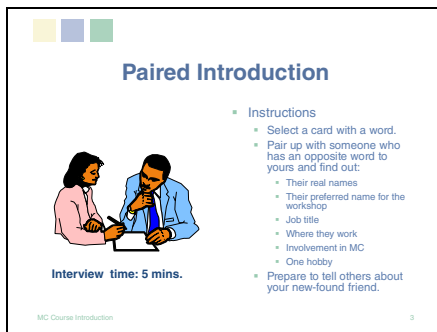 Paired Introduction
Instructions
Select a card with a word.
Pair up with someone who
has an opposite word to
yours and find out:
Their real names
Their preferred name for the
workshop
Job title
Where they work
Involvement in MC
One hobby
Prepare to tell others about
your new-found friend.
Interview time: 5 mins.
MC Course Introduction
3